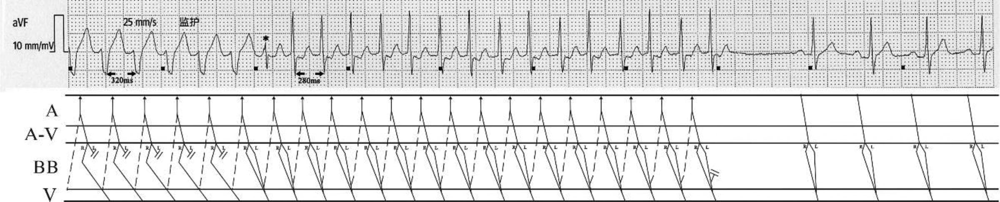 aVF
25 mm/s 监护
*
10 mm/mV
320ms 280ms
A
A-V
R L R L R L R L R L R L R L R L R L R L R L R L R L R L R L R L R L R L R L R L R L R L R L R L
BB
V